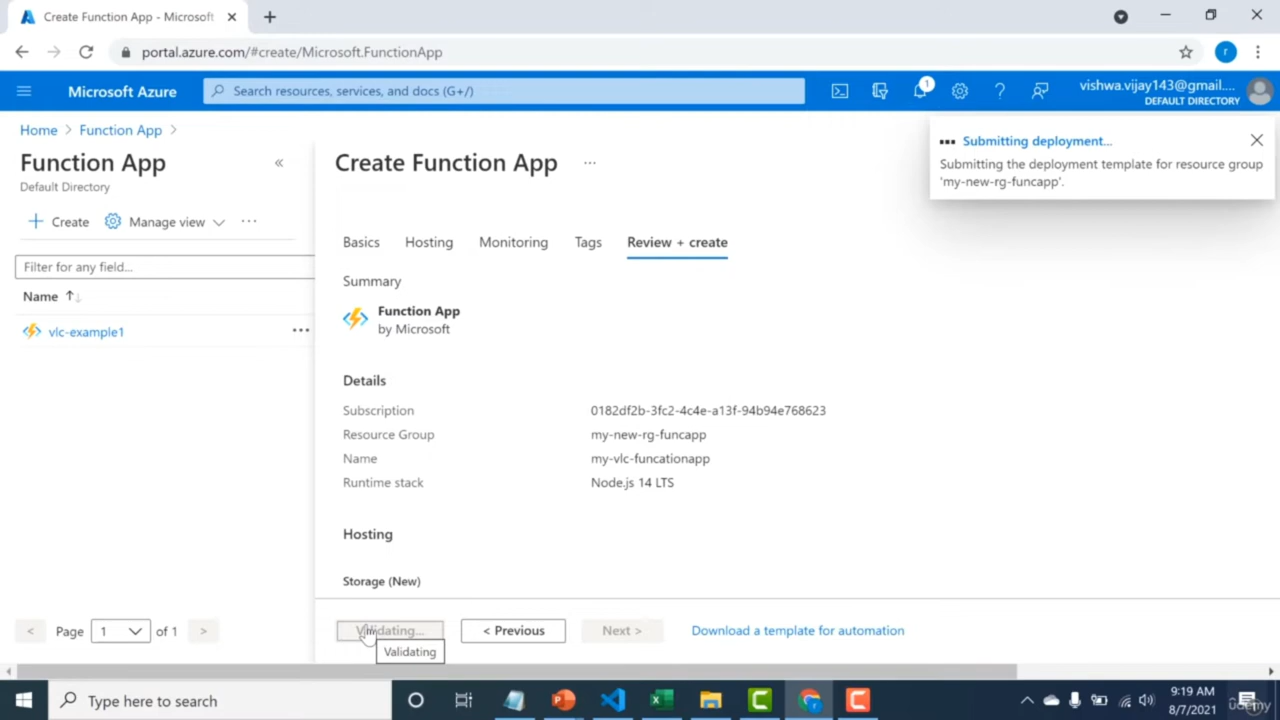 Create Function App - Microsoft
portal.azure.com/#create/Microsoft.FunctionApp
r
Microsoft Azure
Search resources, services, and docs (G+/)
1
vishwa.vijay143@gmail....
DEFAULT DIRECTORY
Home > Function App >
Submitting deployment...
Submitting the deployment template for resource group
'my-new-rg-funcapp'.
Function App
Default Directory
Create Function App
+ Create
Manage view
Filter for any field...
Name
vlc-example1
Basics
Hosting
Monitoring
Tags
Review + create
Summary
Function App
by Microsoft
Details
Subscription 0182df2b-3fc2-4c4e-a13f-94b94e768623
Resource Group my-new-rg-funcapp
Name my-vlc-funcationapp
Runtime stack Node.js 14 LTS
Hosting
Storage (New)
< Page 1 of 1 >
Validating...
< Previous
Next >
Download a template for automation
Validating
Type here to search
9:19 AM
8/7/2021
udemy